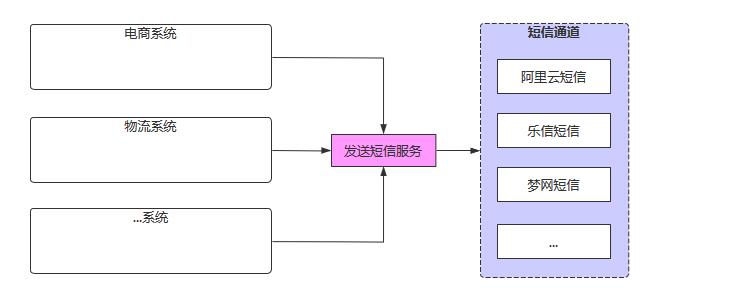 电商系统
物流系统
...系统
发送短信服务
短信通道
阿里云短信
乐信短信
梦网短信
...